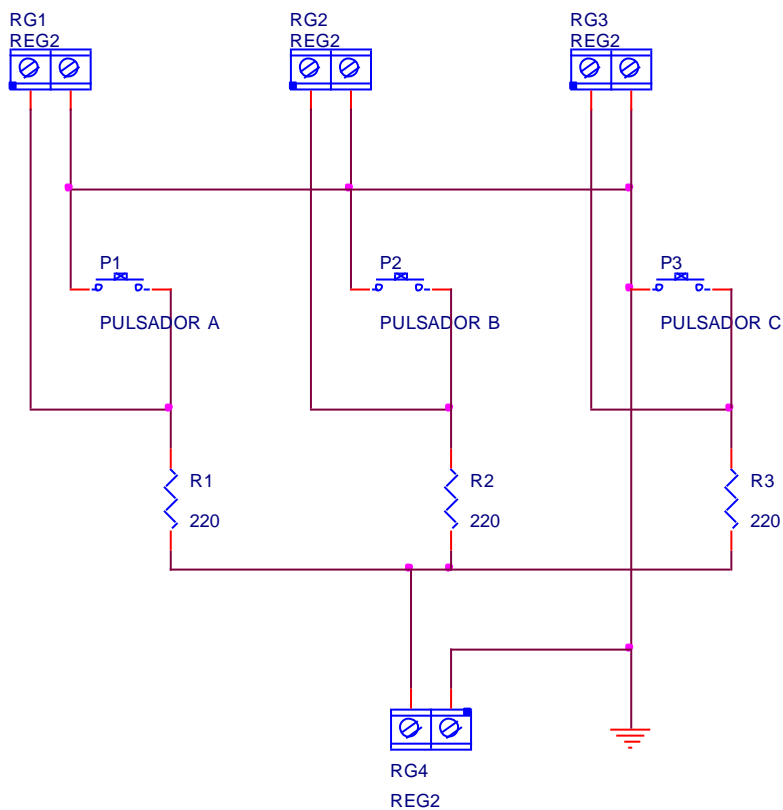 RG1
REG2
RG2
REG2
RG3
REG2
P1
PULSADOR A
P2
PULSADOR B
P3
PULSADOR C
R1
220
R2
220
R3
220
RG4
REG2